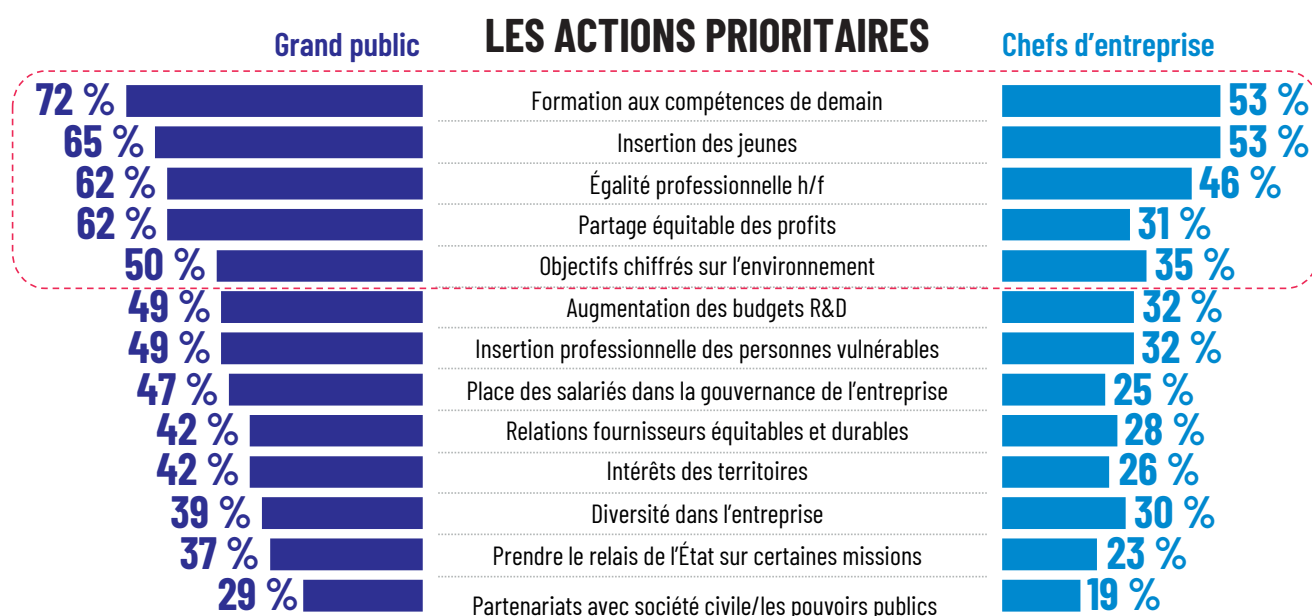 LES ACTIONS PRIORITAIRES
Grand public
Chefs d'entreprise
72 % Formation aux compétences de demain 53 %
65 % Insertion des jeunes 53 %
62 % Égalité professionnelle h/f 46 %
62 % Partage équitable des profits 31 %
50 % Objectifs chiffrés sur l'environnement 35 %
49 % Augmentation des budgets R&D 32 %
49 % Insertion professionnelle des personnes vulnérables 32 %
47 % Place des salariés dans la gouvernance de l'entreprise 25 %
42 % Relations fournisseurs équitables et durables 28 %
42 % Intérêts des territoires 26 %
39 % Diversité dans l'entreprise 30 %
37 % Prendre le relais de l'État sur certaines missions 23 %
29 % Partenariats avec société civile/les pouvoirs publics 19 %